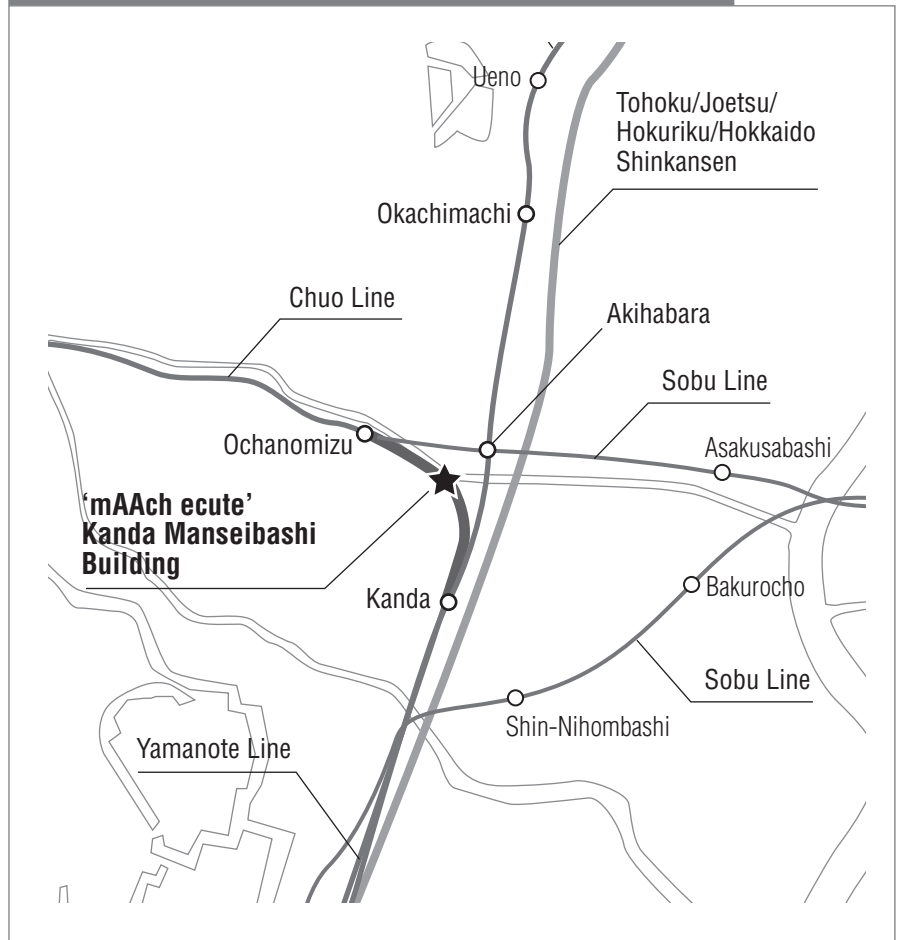 Ueno
Tohoku/Joetsu/
Hokuriku/Hokkaido
Shinkansen
Okachimachi
Chuo Line
Akihabara
Sobu Line
Ochanomizu
Asakusabashi
'mAAch ecute'
Kanda Manseibashi
Building
Kanda
Bakurocho
Sobu Line
Shin-Nihombashi
Yamanote Line